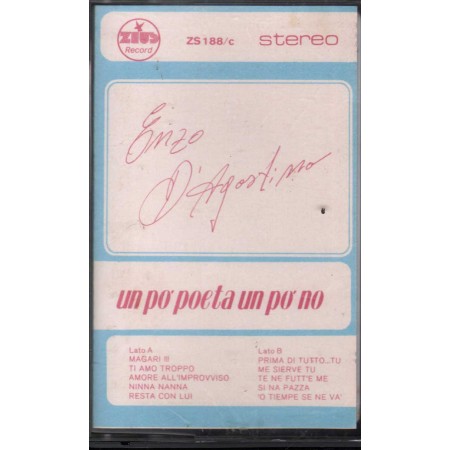 ZIP
Record
ZS 188/c
stereo
Enzo
D'Agostino
un po' poeta un po' no
Lato A
MAGARI !!!
TI AMO TROPPO
AMORE ALL'IMPROVVISO
NINNA NANNA
RESTA CON LUI
Lato B
PRIMA DI TUTTO...TU
ME SIERVE TU
TE NE FUTT'E ME
SI NA PAZZA
'O TIEMPE SE NE VA'